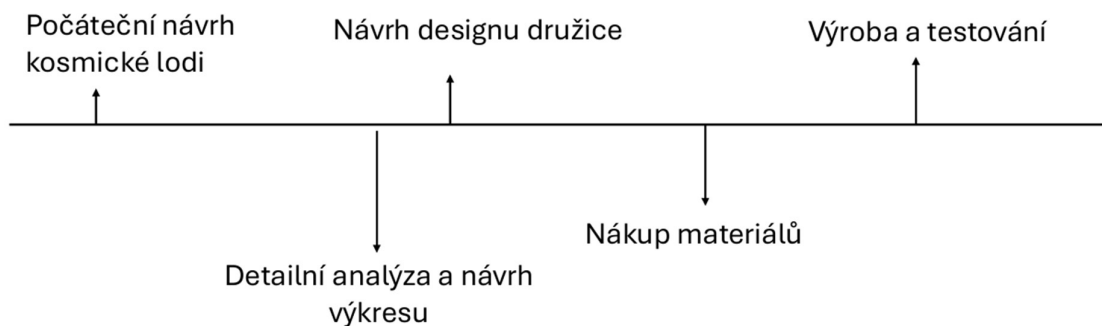 Počáteční návrh
kosmické lodi
Návrh designu družice
Výroba a testování
Detailní analýza a návrh
výkresu
Nákup materiálů